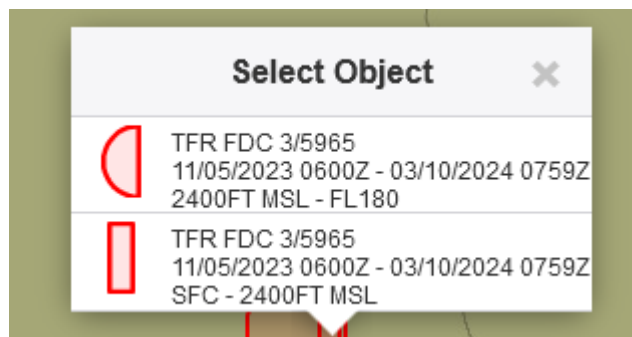 Select Object ×
TFR FDC 3/5965
11/05/2023 0600Z - 03/10/2024 0759Z
2400FT MSL - FL180
TFR FDC 3/5965
11/05/2023 0600Z - 03/10/2024 0759Z
SFC - 2400FT MSL